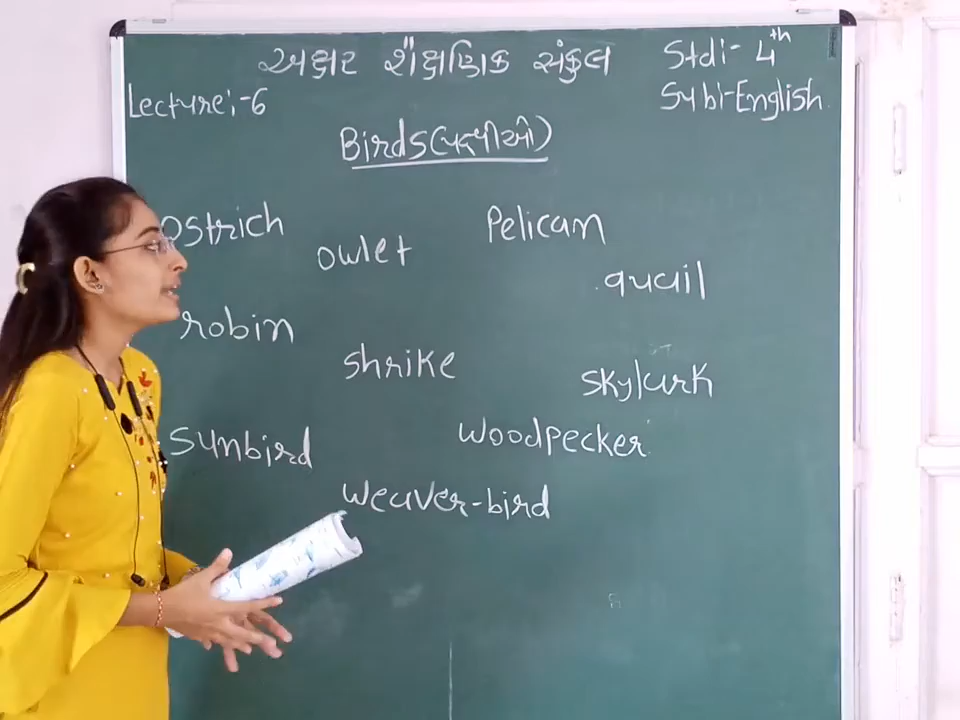 અક્ષર શૈક્ષણિક સંકુલ
Std:- 4th
Lecture:-6
Sub:-English
Birds(પક્ષીઓ)
ostrich
owlet
Pelican
quail
robin
shrike
skylark
sunbird
woodpecker
weaver-bird